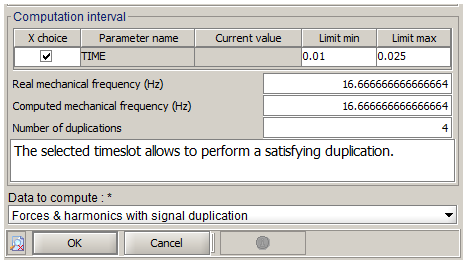 Computation interval
X choice Parameter name Current value Limit min Limit max
TIME 0.01 0.025
Real mechanical frequency (Hz) 16.666666666666664
Computed mechanical frequency (Hz) 16.666666666666664
Number of duplications 4
The selected timeslot allows to perform a satisfying duplication.
Data to compute : *
Forces & harmonics with signal duplication
OK Cancel